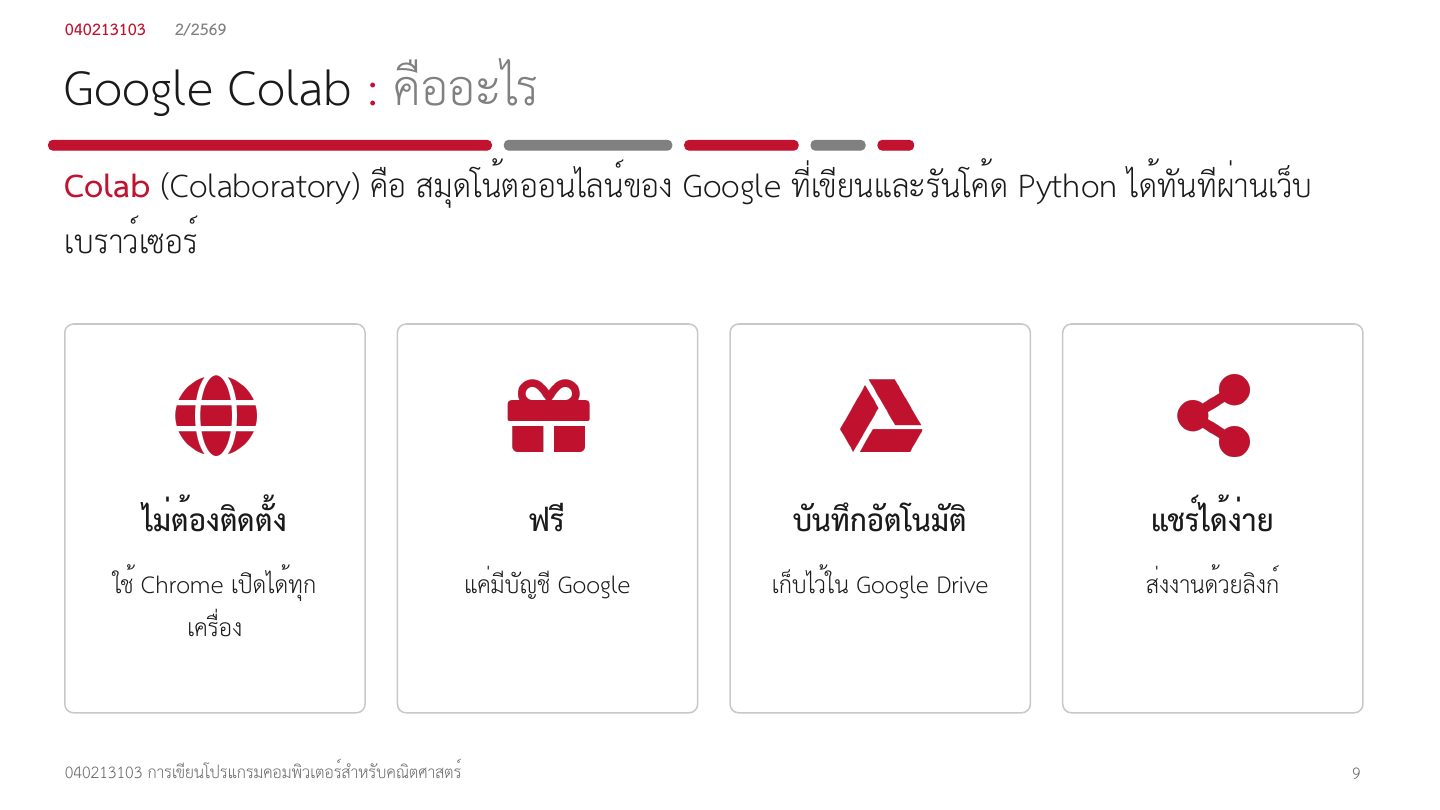 040213103 2/2569
Google Colab : คืออะไร
Colab (Colaboratory) คือ สมุดโน้ตออนไลน์ของ Google ที่เขียนและรันโค้ด Python ได้ทันทีผ่านเว็บ
เบราว์เซอร์
ไม่ต้องติดตั้ง
ใช้ Chrome เปิดได้ทุก
เครื่อง
ฟรี
แค่มีบัญชี Google
บันทึกอัตโนมัติ
เก็บไว้ใน Google Drive
แชร์ได้ง่าย
ส่งงานด้วยลิงก์
040213103 การเขียนโปรแกรมคอมพิวเตอร์สำหรับคณิตศาสตร์
9